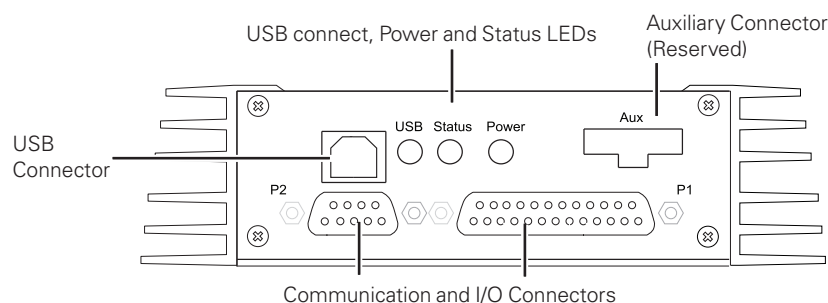 USB connect, Power and Status LEDs
Auxiliary Connector
(Reserved)
USB Status Power
Aux
USB
Connector
P2
P1
Communication and I/O Connectors